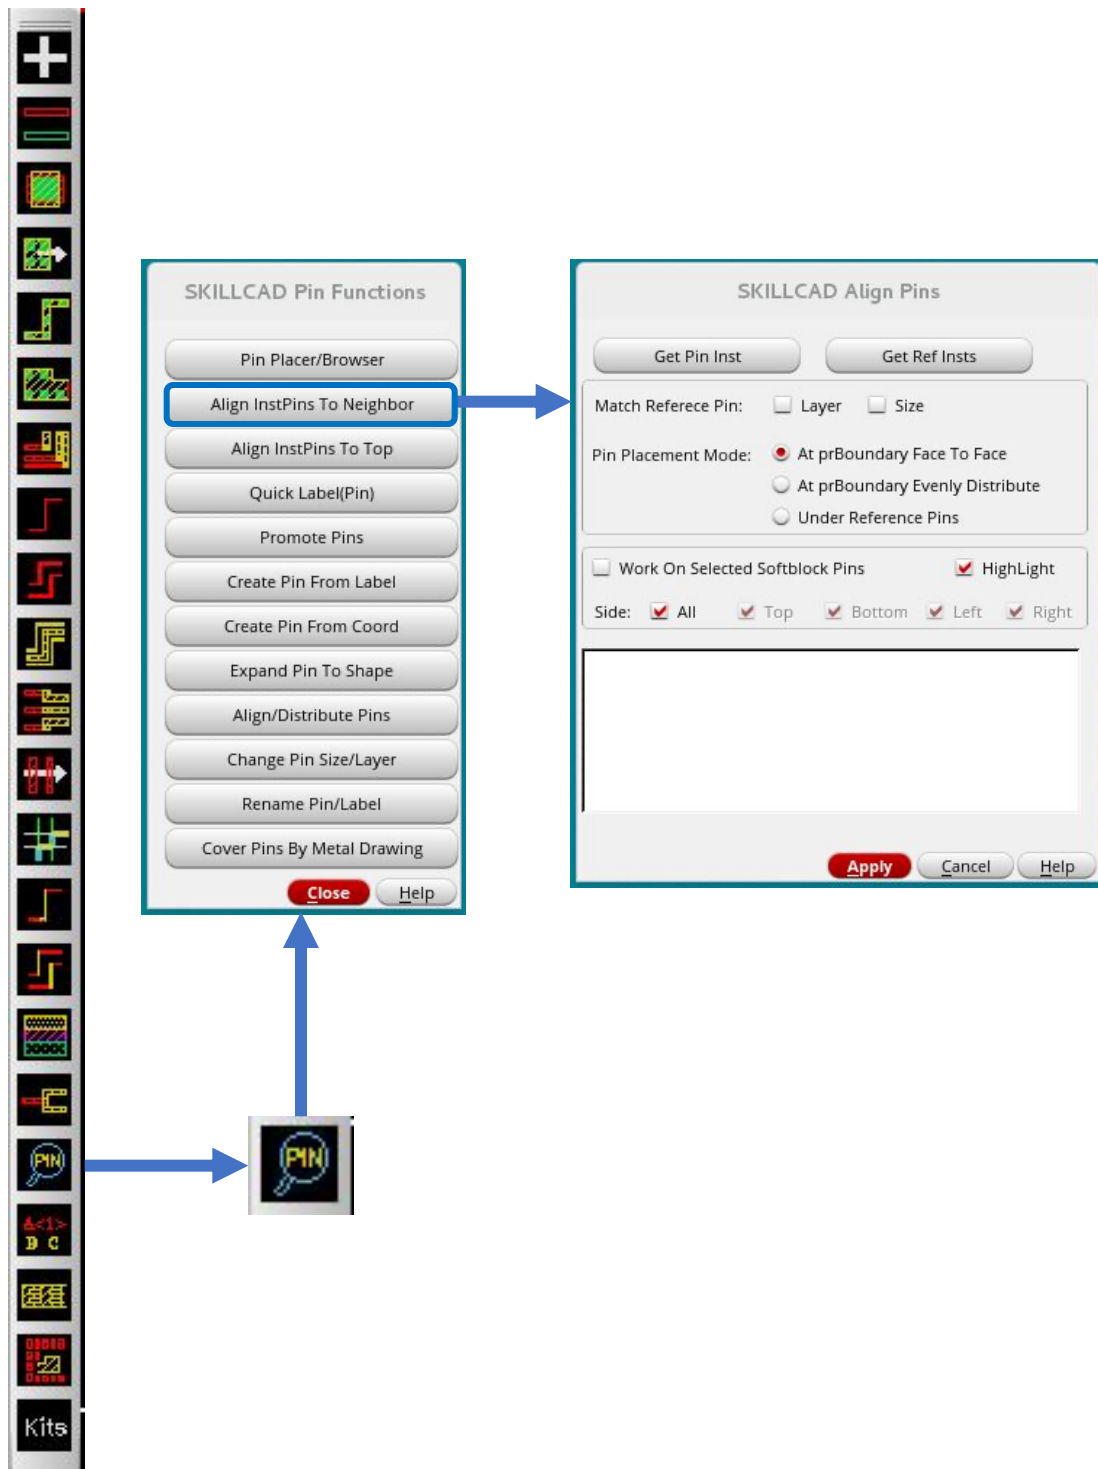 SKILLCAD Pin Functions
Pin Placer/Browser
Align InstPins To Neighbor
Align InstPins To Top
Quick Label(Pin)
Promote Pins
Create Pin From Label
Create Pin From Coord
Expand Pin To Shape
Align/Distribute Pins
Change Pin Size/Layer
Rename Pin/Label
Cover Pins By Metal Drawing
Close Help
SKILLCAD Align Pins
Get Pin Inst Get Ref Insts
Match Referece Pin: Layer Size
Pin Placement Mode: At prBoundary Face To Face
At prBoundary Evenly Distribute
Under Reference Pins
Work On Selected Softblock Pins HighLight
Side: All Top Bottom Left Right
Apply Cancel Help
PIN
PIN
A<1>
B C
Kits